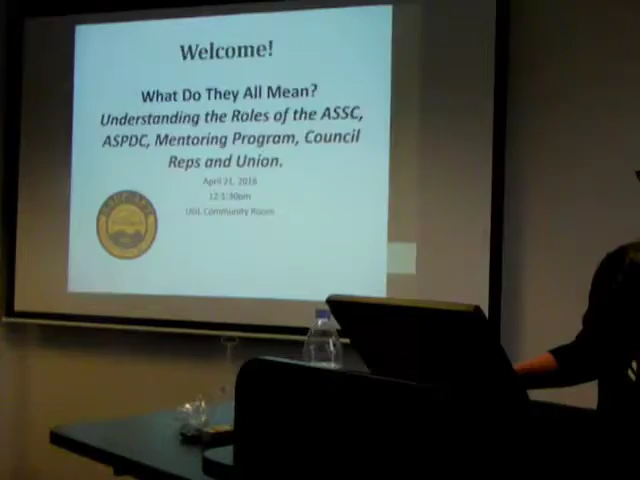 Welcome!
What Do They All Mean?
Understanding the Roles of the ASSC,
ASPDC, Mentoring Program, Council
Reps and Union.
April 21, 2016
12-1:30pm
Community Room